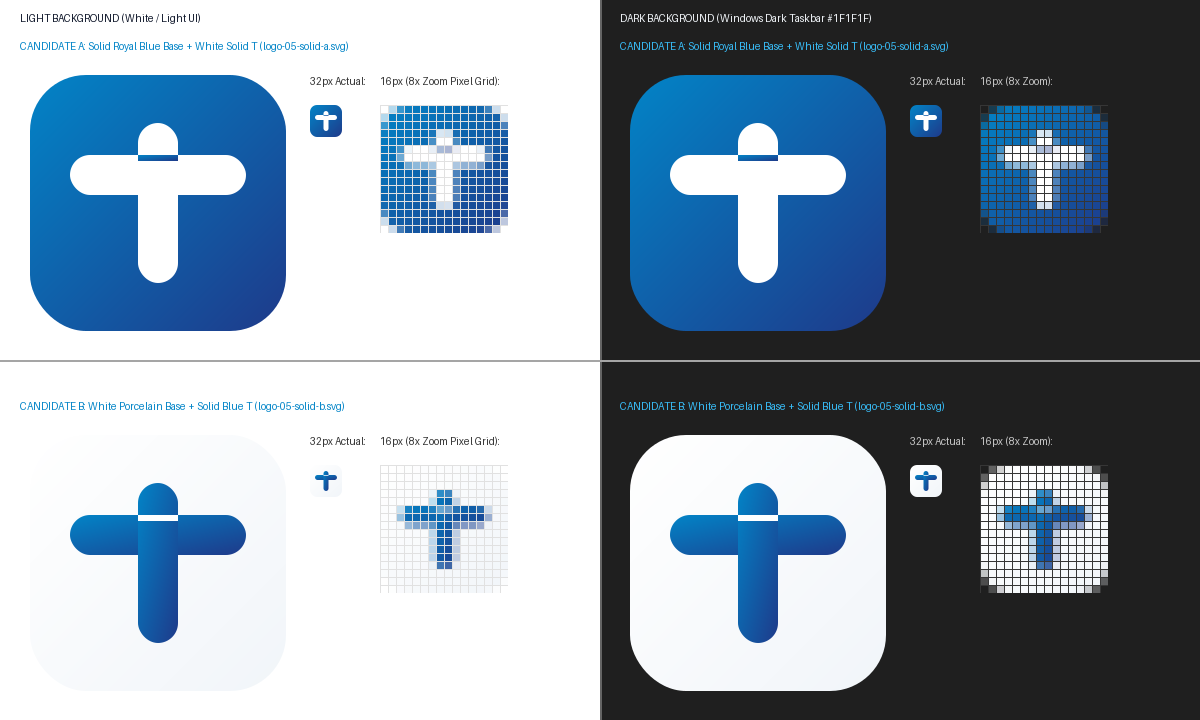 LIGHT BACKGROUND (White / Light UI)
CANDIDATE A: Solid Royal Blue Base + White Solid T (logo-05-solid-a.svg)
32px Actual:
16px (8x Zoom Pixel Grid):
DARK BACKGROUND (Windows Dark Taskbar #1F1F1F)
CANDIDATE A: Solid Royal Blue Base + White Solid T (logo-05-solid-a.svg)
32px Actual:
16px (8x Zoom):
CANDIDATE B: White Porcelain Base + Solid Blue T (logo-05-solid-b.svg)
32px Actual:
16px (8x Zoom Pixel Grid):
CANDIDATE B: White Porcelain Base + Solid Blue T (logo-05-solid-b.svg)
32px Actual:
16px (8x Zoom):